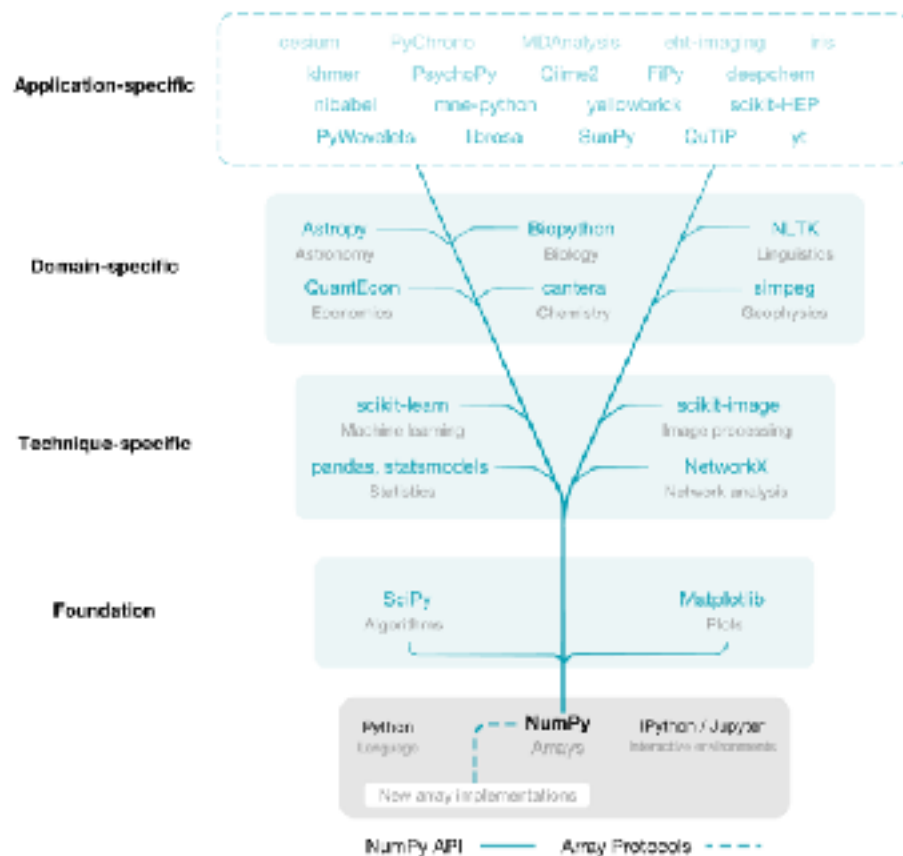 cesium PyChrono MDAnalysis eht-imaging iris
khmer PsychoPy Qiime2 FiPy deepchem
Application-specific
nibabel mne-python yellowbrick scikit-HEP
PyWavelets librosa SunPy QuTiP yt
Astropy Biopython NLTK
Astronomy Biology Linguistics
Domain-specific
QuantEcon cantera simpeg
Economics Chemistry Geophysics
scikit-learn scikit-image
Machine learning Image processing
Technique-specific
pandas, statsmodels NetworkX
Statistics Network analysis
SciPy Matplotlib
Foundation
Algorithms Plots
Python NumPy IPython / Jupyter
Language Arrays Interactive environments
New array implementations
NumPy API Array Protocols